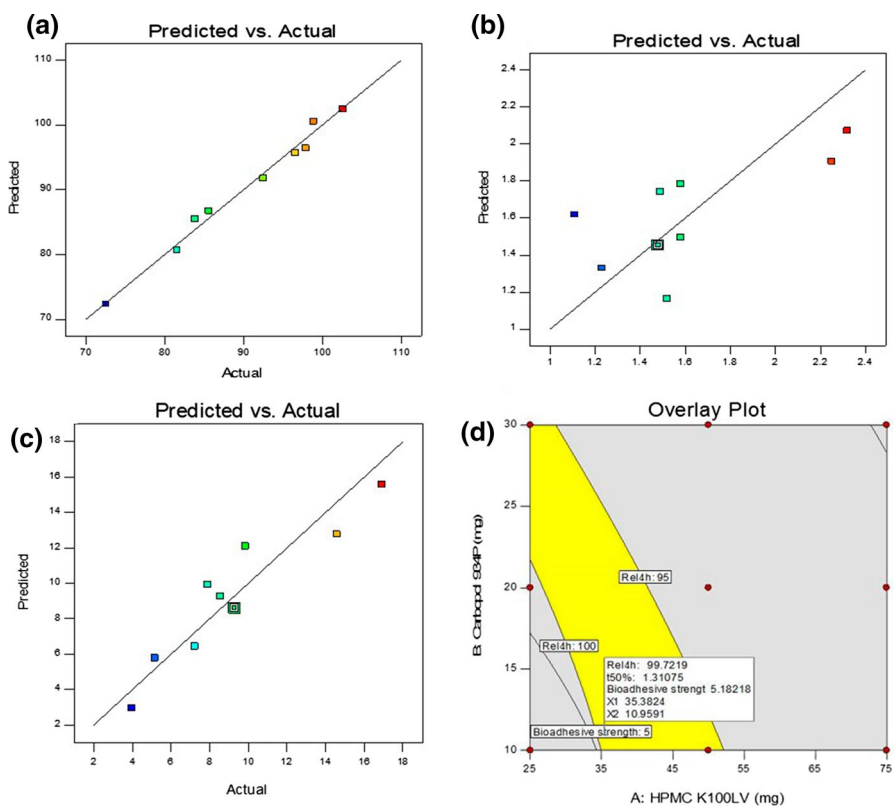 (a)
Predicted vs. Actual
110
100
90
80
70
Predicted
70 80 90 100 110
Actual
(b)
Predicted vs. Actual
2.4
2.2
2
1.8
1.6
1.4
1.2
1
Predicted
1 1.2 1.4 1.6 1.8 2 2.2 2.4
Actual
(c)
Predicted vs. Actual
18
16
14
12
10
8
6
4
2
Predicted
2 4 6 8 10 12 14 16 18
Actual
(d)
Overlay Plot
30
25
20
15
10
B: Carbopol 934P (mg)
Rel4h: 95
Rel4h: 100
Rel4h: 99.7219
t50%: 1.31075
Bioadhesive strengt 5.18218
X1 35.3824
X2 10.9591
Bioadhesive strength: 5
25 35 45 55 65 75
A: HPMC K100LV (mg)